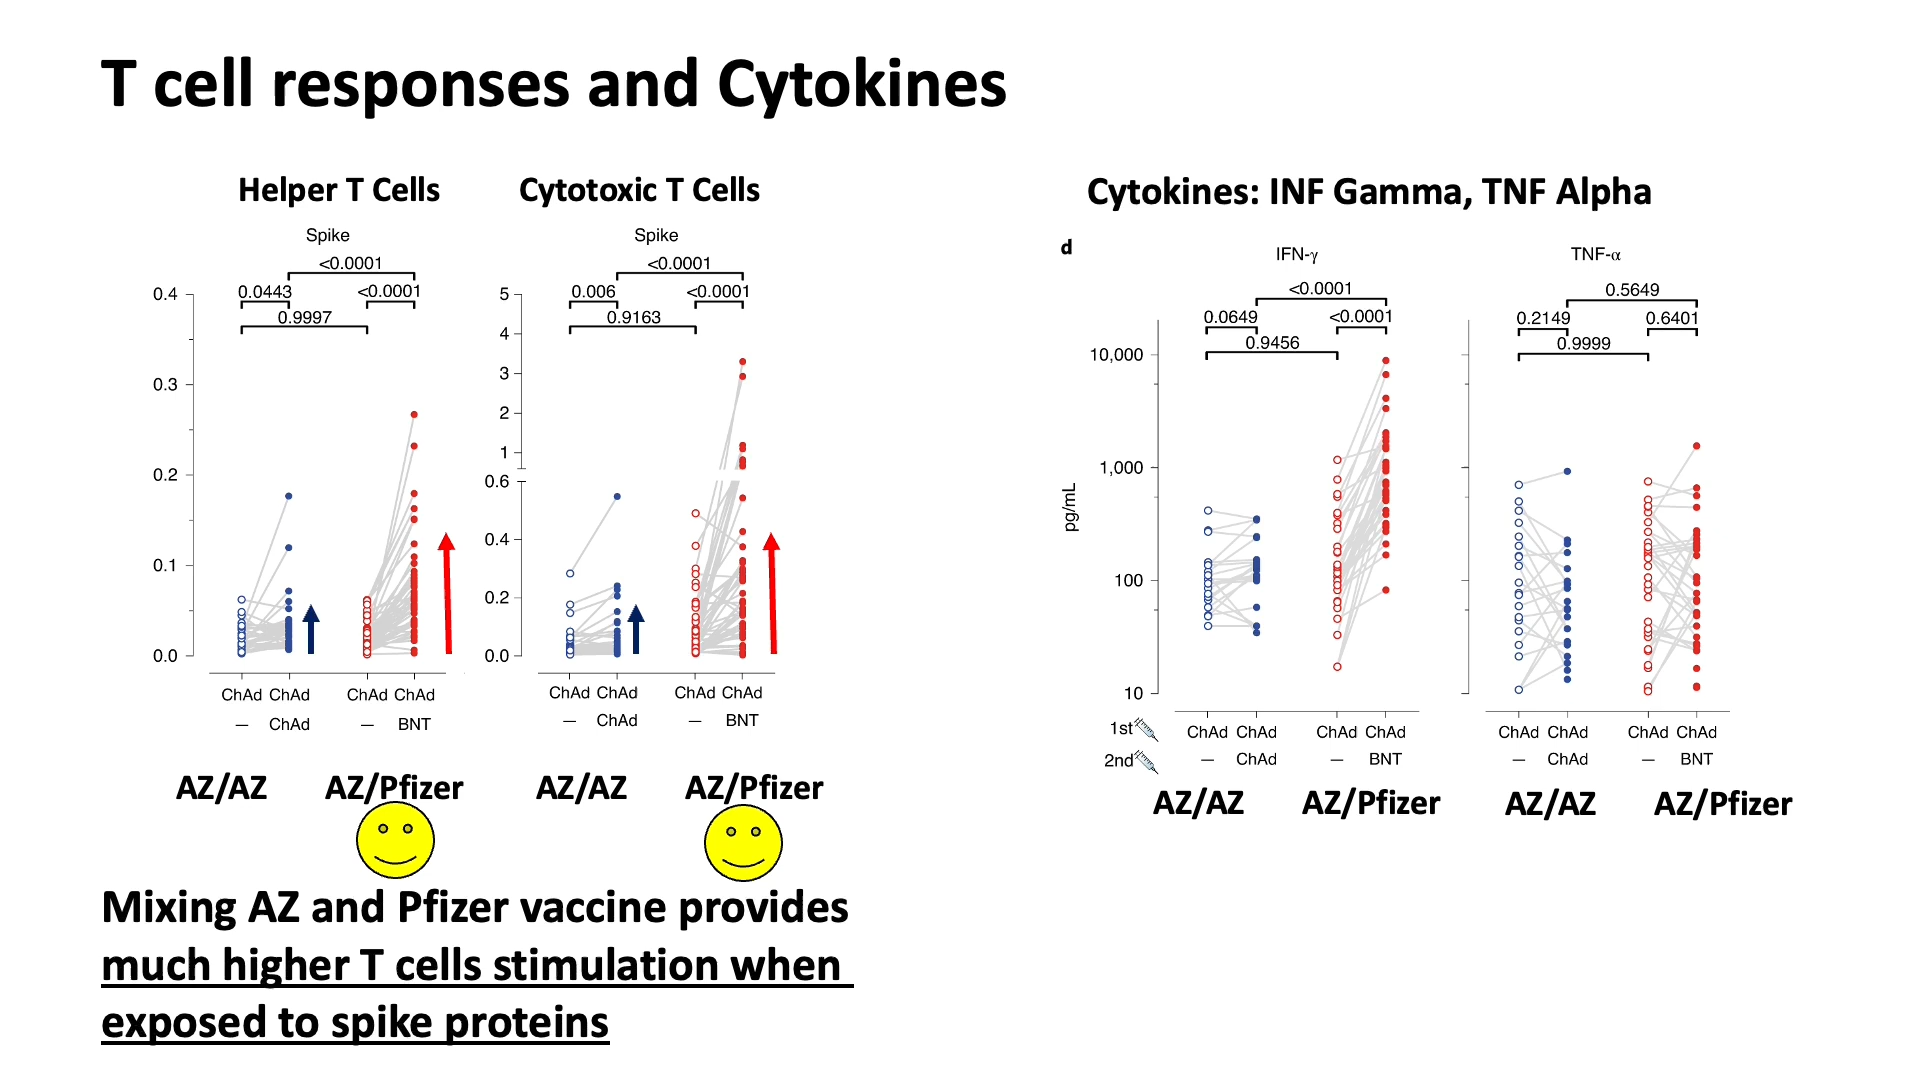 T cell responses and Cytokines
Helper T Cells
Cytotoxic T Cells
Spike
<0.0001
0.0443
<0.0001
0.9997
0.4
0.3
0.2
0.1
0.0
ChAd ChAd ChAd ChAd
– ChAd – BNT
AZ/AZ
AZ/Pfizer
Spike
<0.0001
0.006
<0.0001
0.9163
5
4
3
2
1
0.6
0.4
0.2
0.0
ChAd ChAd ChAd ChAd
– ChAd – BNT
AZ/AZ
AZ/Pfizer
Mixing AZ and Pfizer vaccine provides
much higher T cells stimulation when
exposed to spike proteins
Cytokines: INF Gamma, TNF Alpha
d
IFN-γ
<0.0001
0.0649
<0.0001
0.9456
10,000
1,000
100
10
pg/mL
1st
ChAd ChAd ChAd ChAd
2nd
– ChAd – BNT
AZ/AZ
AZ/Pfizer
TNF-α
0.5649
0.2149
0.6401
0.9999
ChAd ChAd ChAd ChAd
– ChAd – BNT
AZ/AZ
AZ/Pfizer